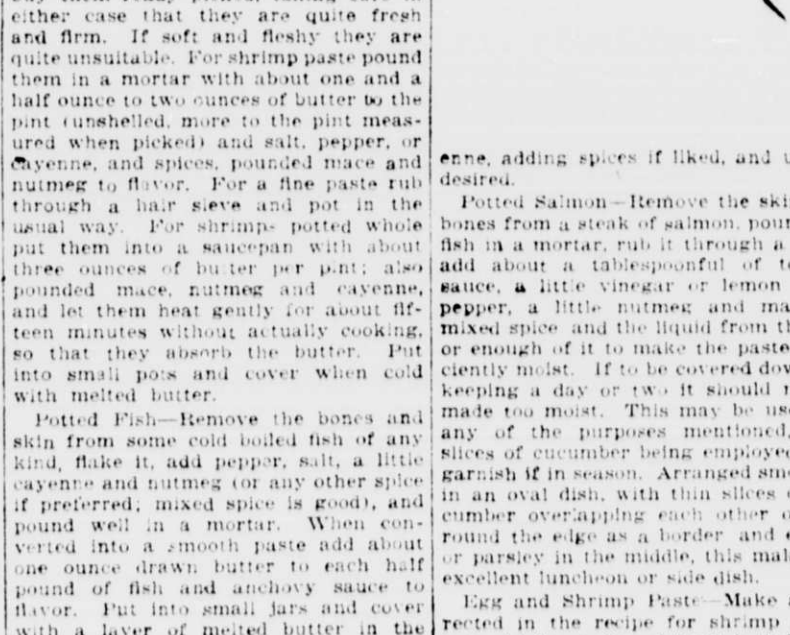 either case that they are quite fresh
and firm. If soft and fleshy they are
quite unsuitable. For shrimp paste pound
them in a mortar with about one and a
half ounce to two ounces of butter to the
pint (unshelled, more to the pint meas-
ured when picked) and salt, pepper, or
cayenne, and spices, pounded mace and
nutmeg to flavor. For a fine paste rub
through a hair sieve and pot in the
usual way. For shrimps potted whole
put them into a saucepan with about
three ounces of butter per pint; also
pounded mace, nutmeg and cayenne,
and let them heat gently for about fif-
teen minutes without actually cooking,
so that they absorb the butter. Put
into small pots and cover when cold
with melted butter.
Potted Fish—Remove the bones and
skin from some cold boiled fish of any
kind, flake it, add pepper, salt, a little
cayenne and nutmeg (or any other spice
if preferred; mixed spice is good), and
pound well in a mortar. When con-
verted into a smooth paste add about
one ounce drawn butter to each half
pound of fish and anchovy sauce to
flavor. Put into small jars and cover
with a layer of melted butter in the
enne, adding spices if liked, and
desired.
Potted Salmon—Remove the
bones from a steak of salmon,
fish in a mortar, rub it through a
add about a tablespoonful of
sauce, a little vinegar or lemon
pepper, a little nutmeg and
mixed spice and the liquid from
or enough of it to make the paste
ciently moist. If to be covered
keeping a day or two it should
made too moist. This may be
any of the purposes mentioned,
slices of cucumber being
garnish if in season. Arranged
in an oval dish, with thin slices
cumber overlapping each other
round the edge as a border and
or parsley in the middle, this
excellent luncheon or side dish.
Egg and Shrimp Paste—Make
rected in the recipe for shrimp